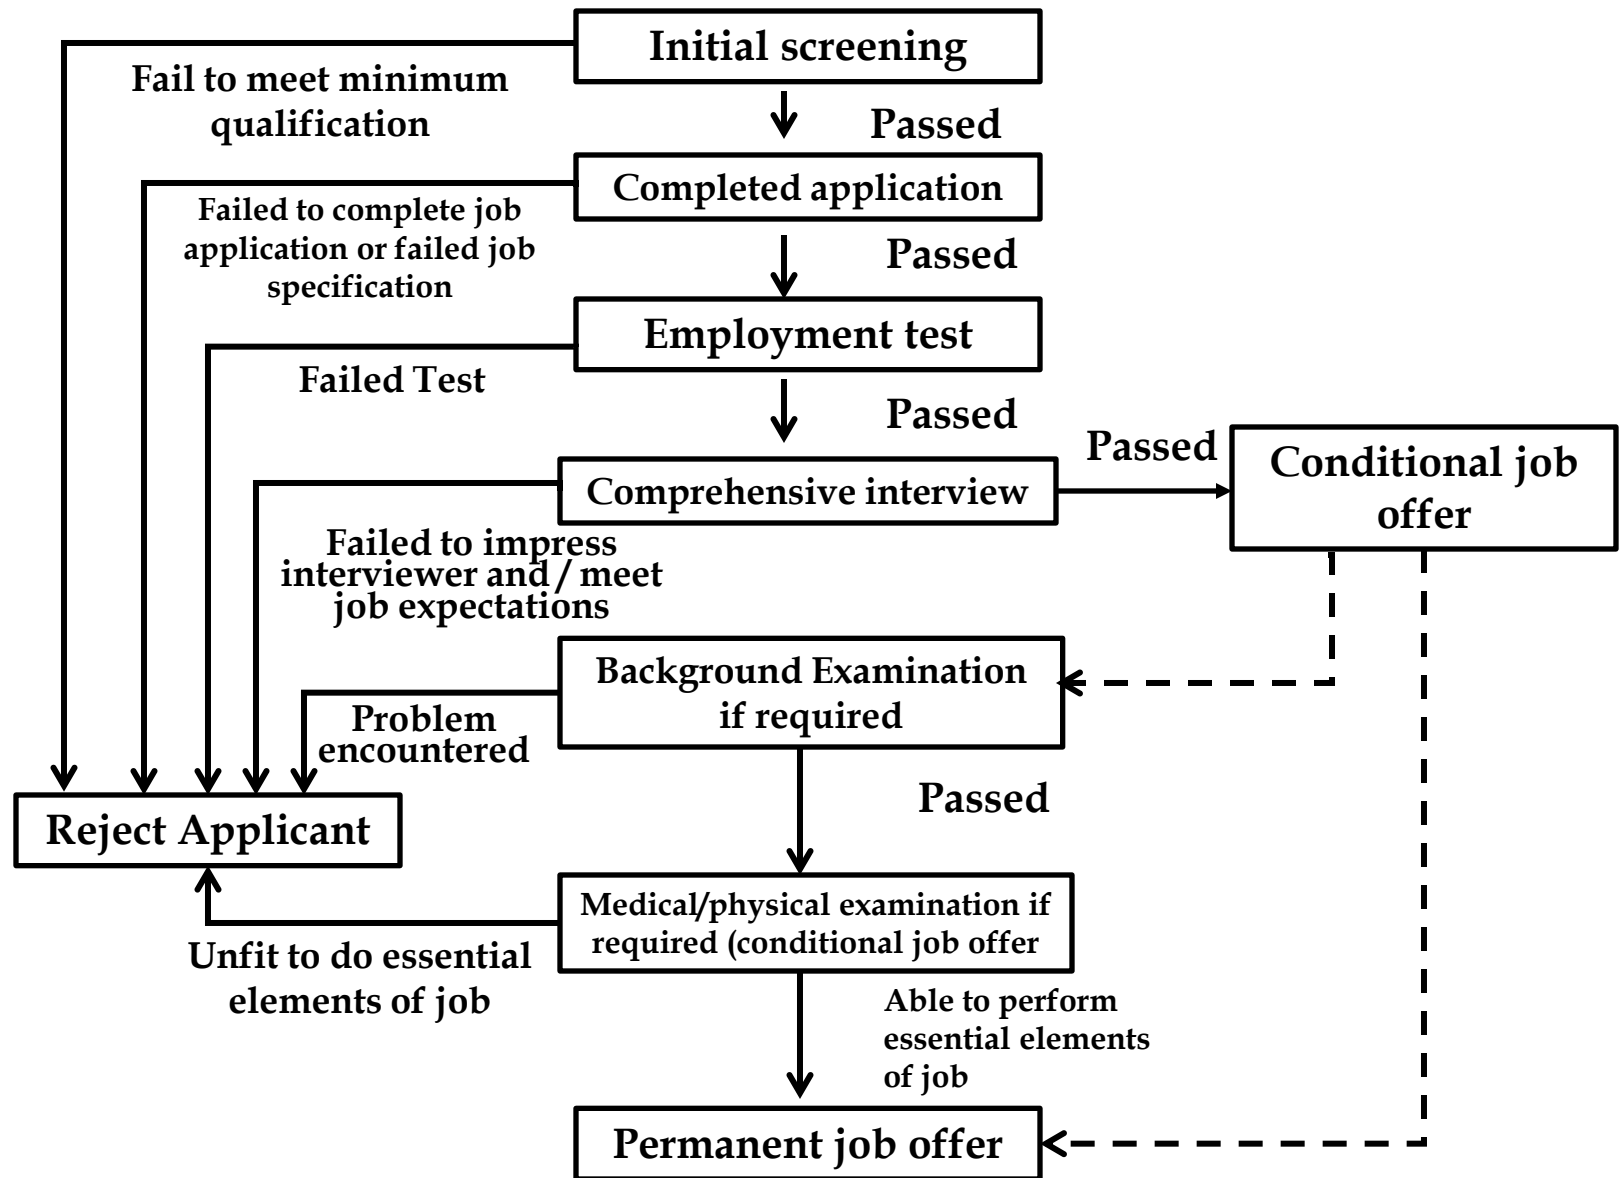 Initial screening
Fail to meet minimum
qualification
Passed
Completed application
Failed to complete job
application or failed job
specification
Passed
Employment test
Failed Test
Passed
Passed
Conditional job
offer
Comprehensive interview
Failed to impress
interviewer and / meet
job expectations
Background Examination
if required
Problem
encountered
Passed
Reject Applicant
Medical/physical examination if
required (conditional job offer
Unfit to do essential
elements of job
Able to perform
essential elements
of job
Permanent job offer